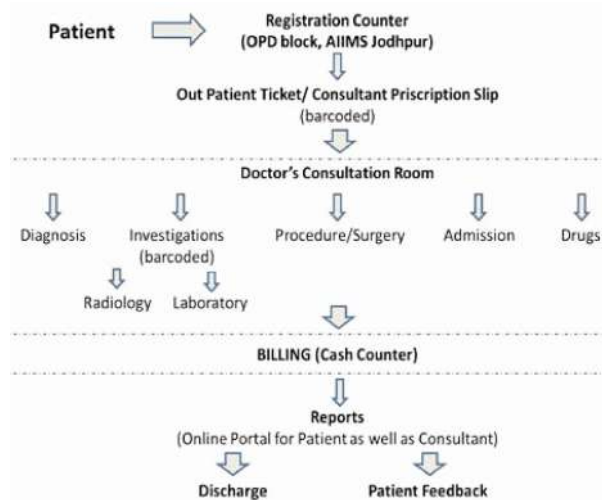 Patient
Registration Counter
(OPD block, AIIMS Jodhpur)
Out Patient Ticket/ Consultant Priscription Slip
(barcoded)
Doctor's Consultation Room
Diagnosis
Investigations
(barcoded)
Procedure/Surgery
Admission
Drugs
Radiology
Laboratory
BILLING (Cash Counter)
Reports
(Online Portal for Patient as well as Consultant)
Discharge
Patient Feedback